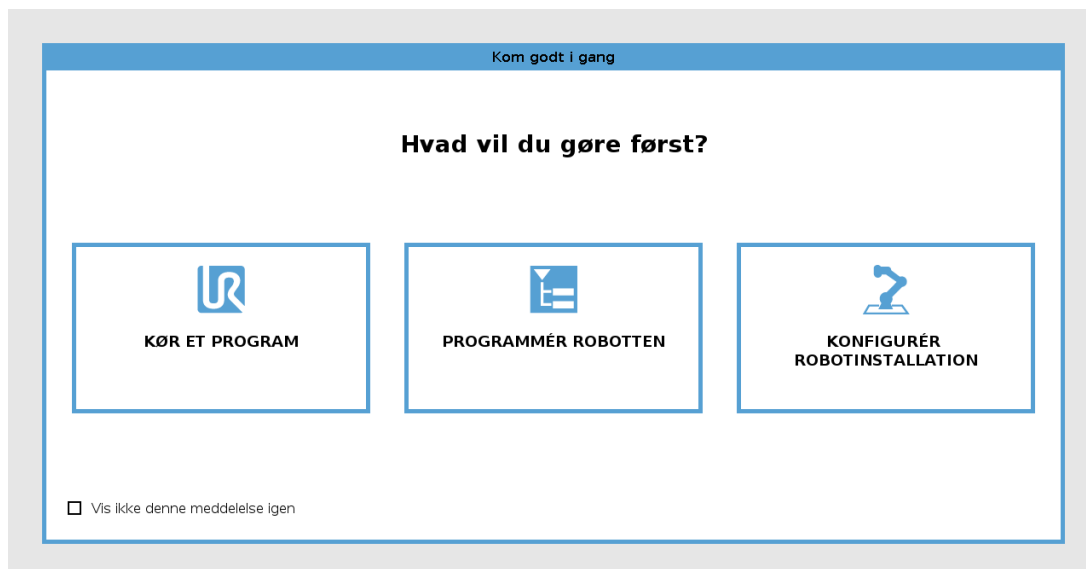 Kom godt i gang
Hvad vil du gøre først?
KØR ET PROGRAM
PROGRAMMÉR ROBOTTEN
KONFIGURÉR
ROBOTINSTALLATION
Vis ikke denne meddelelse igen